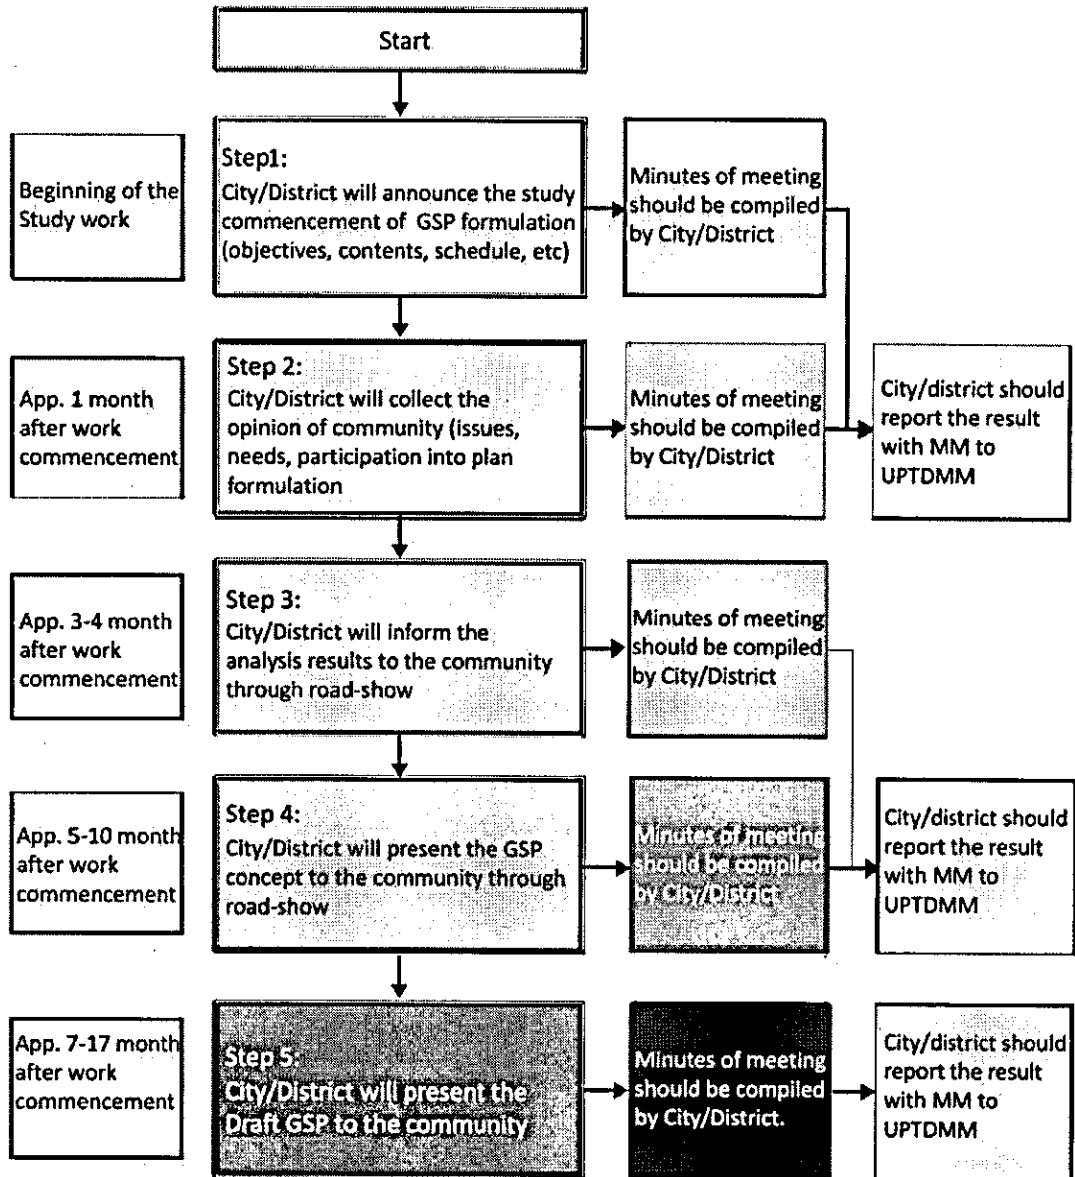 Start
Beginning of the
Study work
Step1:
City/District will announce the study
commencement of GSP formulation
(objectives, contents, schedule, etc)
Minutes of meeting
should be compiled
by City/District
App. 1 month
after work
commencement
Step 2:
City/District will collect the
opinion of community (issues,
needs, participation into plan
formulation
Minutes of meeting
should be compiled
by City/District
City/district should
report the result
with MM to
UPTDMM
App. 3-4 month
after work
commencement
Step 3:
City/District will inform the
analysis results to the community
through road-show
Minutes of meeting
should be compiled
by City/District
App. 5-10 month
after work
commencement
Step 4:
City/District will present the GSP
concept to the community through
road-show
Minutes of meeting
should be compiled
by City/District
City/district should
report the result
with MM to
UPTDMM
App. 7-17 month
after work
commencement
Step 5:
City/District will present the
Draft GSP to the community
Minutes of meeting
should be compiled
by City/District.
City/district should
report the result
with MM to
UPTDMM